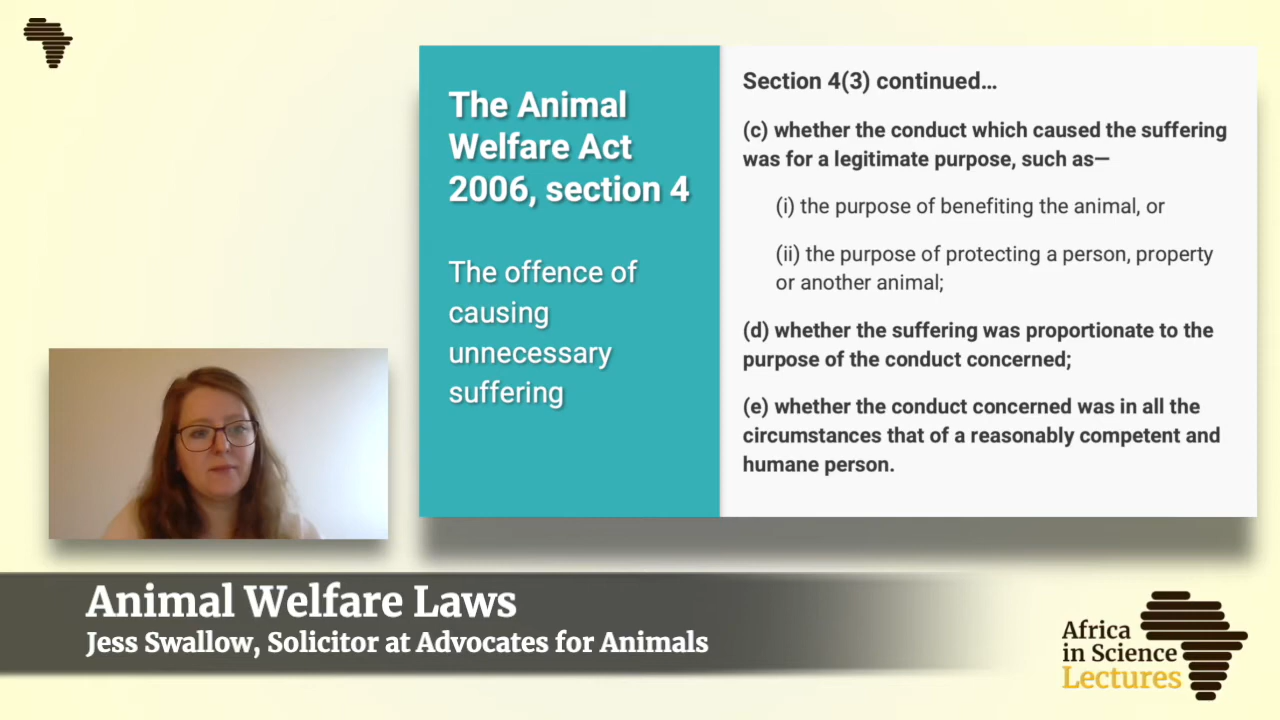 The Animal
Welfare Act
2006, section 4
The offence of
causing
unnecessary
suffering
Section 4(3) continued…
(c) whether the conduct which caused the suffering
was for a legitimate purpose, such as—
(i) the purpose of benefiting the animal, or
(ii) the purpose of protecting a person, property
or another animal;
(d) whether the suffering was proportionate to the
purpose of the conduct concerned;
(e) whether the conduct concerned was in all the
circumstances that of a reasonably competent and
humane person.
Animal Welfare Laws
Jess Swallow, Solicitor at Advocates for Animals
Africa
in Science
Lectures